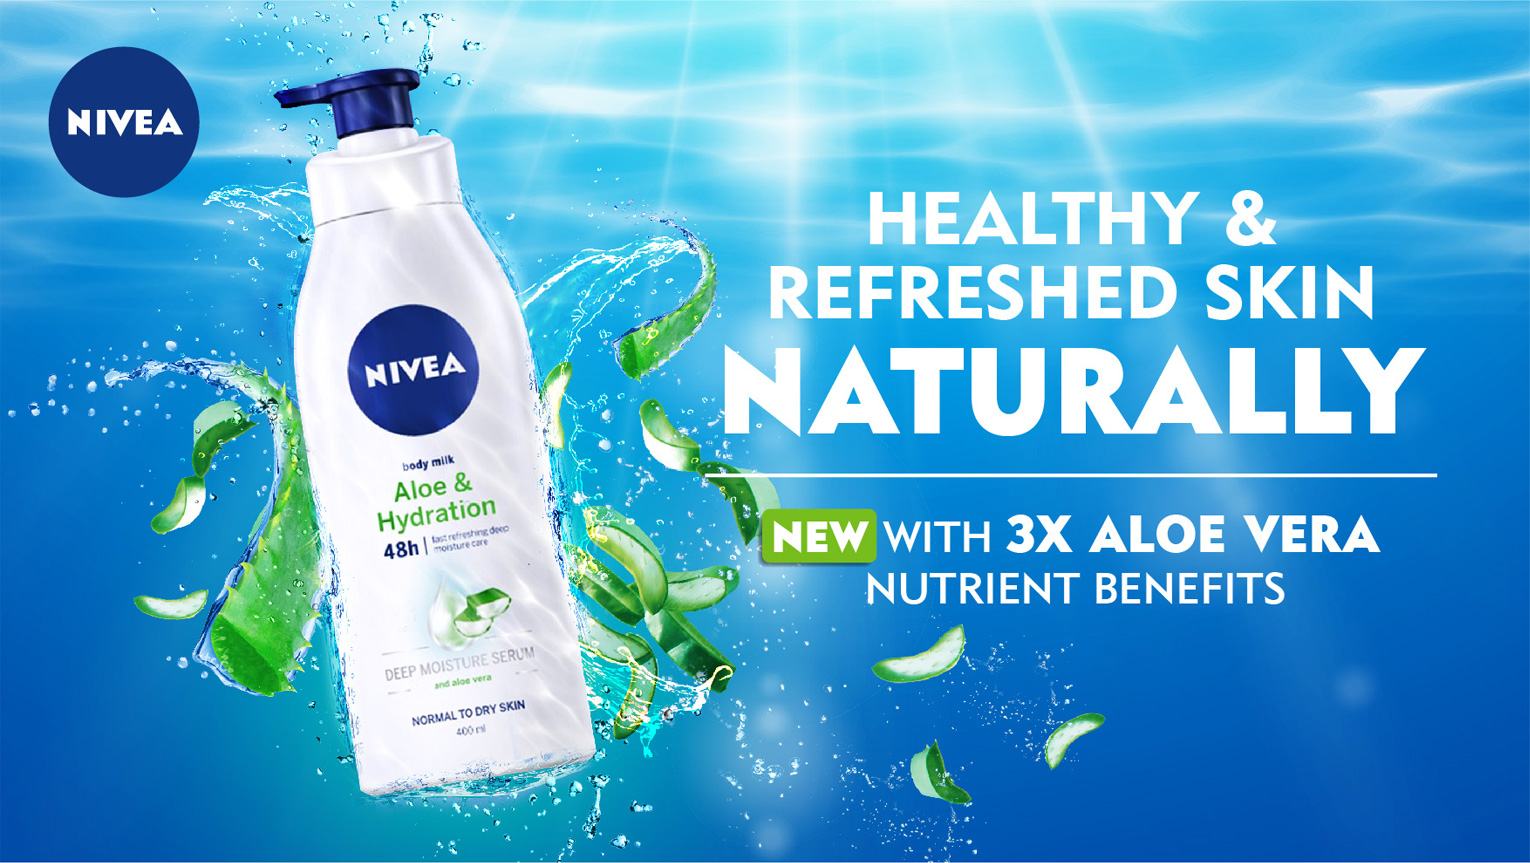 NIVEA
NIVEA
body milk
Aloe &
Hydration
48h | fast refreshing deep
moisture care
DEEP MOISTURE SERUM
and aloe vera
NORMAL TO DRY SKIN
400 ml
HEALTHY &
REFRESHED SKIN
NATURALLY
NEW WITH 3X ALOE VERA
NUTRIENT BENEFITS